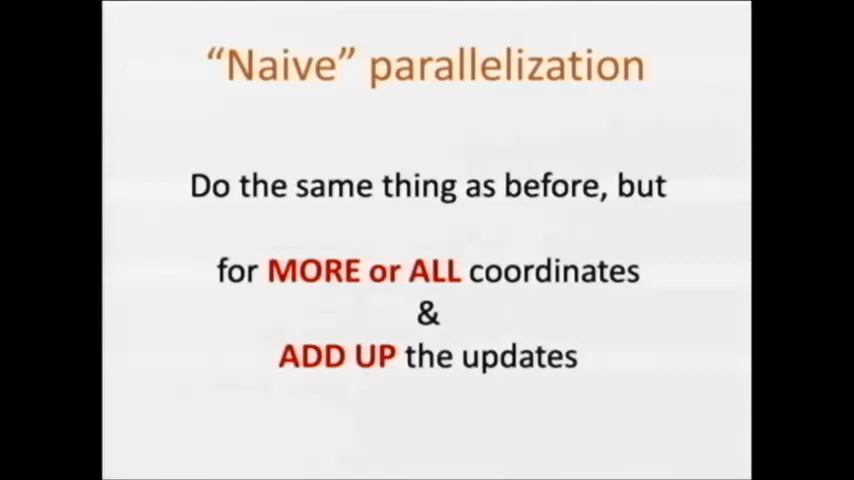 “Naive” parallelization
Do the same thing as before, but
for MORE or ALL coordinates
&
ADD UP the updates